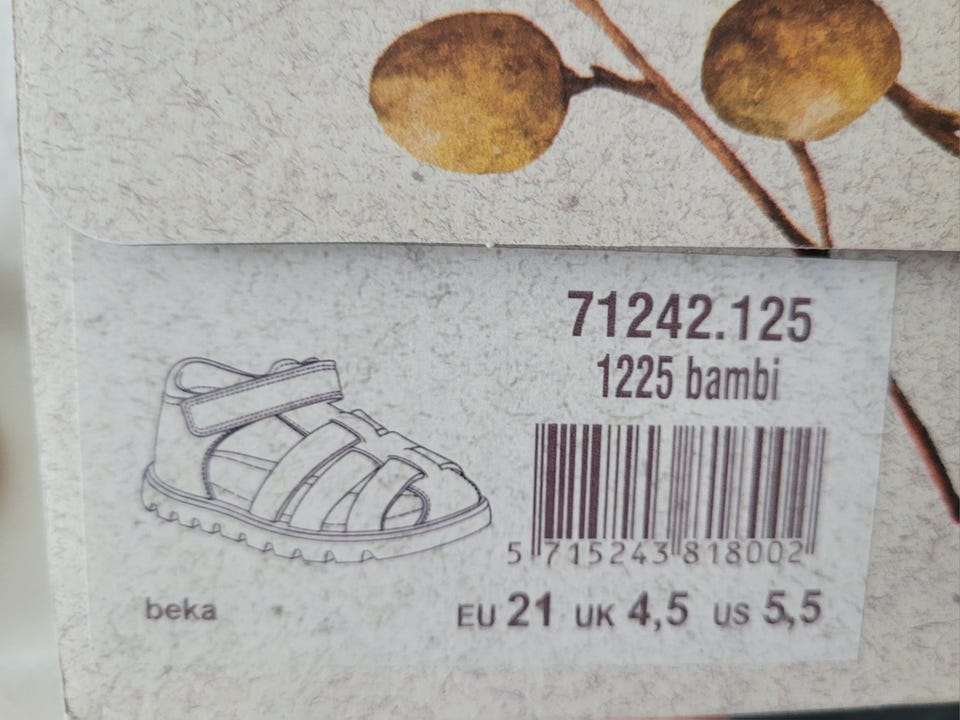 71242.125
1225 bambi
5 715243 818002
beka
EU 21 UK 4,5 US 5,5